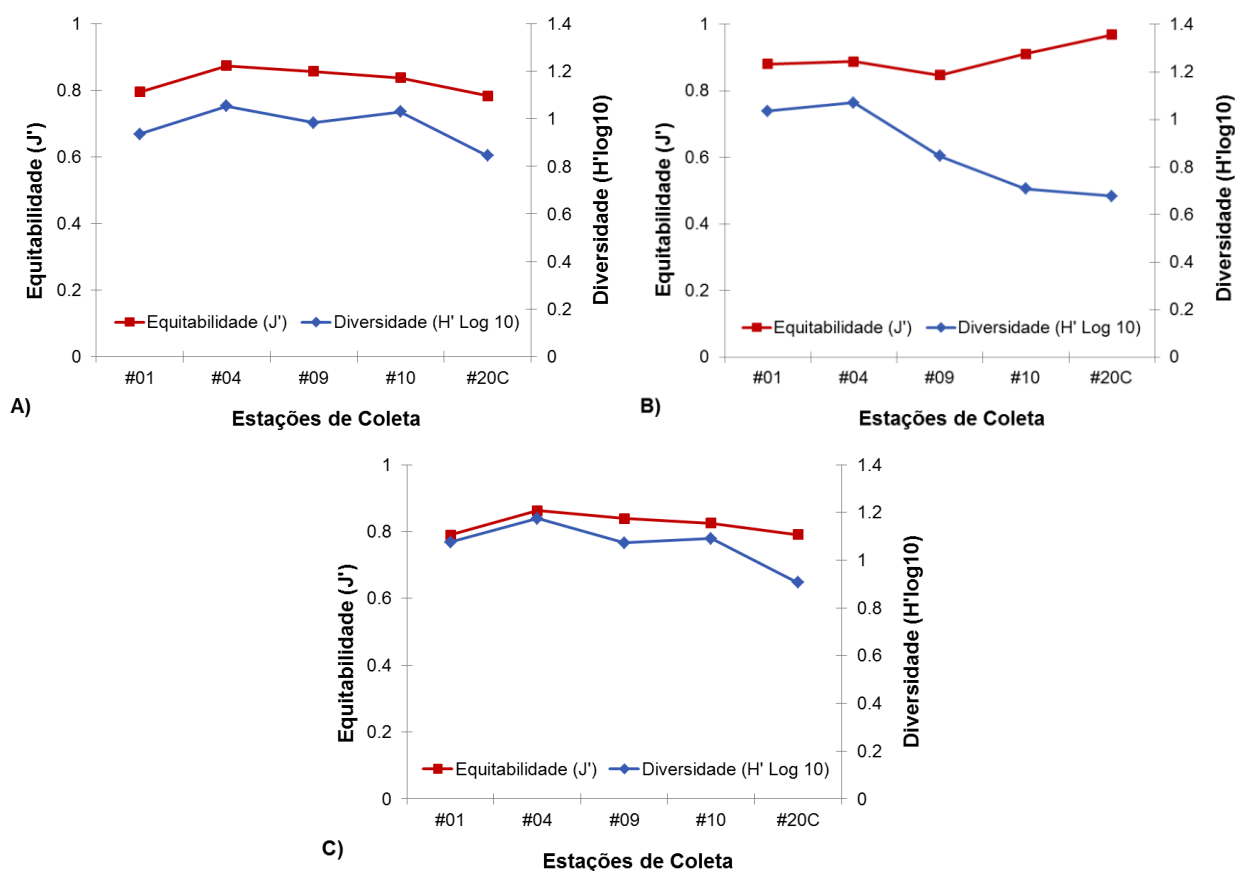 1
0.8
0.6
0.4
0.2
0
Equitabilidade (J')
1.4
1.2
1
0.8
0.6
0.4
0.2
0
Diversidade (H'log10)
Equitabilidade (J') Diversidade (H' Log 10)
#01 #04 #09 #10 #20C
A)
Estações de Coleta
1
0.8
0.6
0.4
0.2
0
Equitabilidade (J')
1.4
1.2
1
0.8
0.6
0.4
0.2
0
Diversidade (H'log10)
Equitabilidade (J') Diversidade (H' Log 10)
#01 #04 #09 #10 #20C
B)
Estações de Coleta
1
0.8
0.6
0.4
0.2
0
Equitabilidade (J')
1.4
1.2
1
0.8
0.6
0.4
0.2
0
Diversidade (H'log10)
Equitabilidade (J') Diversidade (H' Log 10)
#01 #04 #09 #10 #20C
C)
Estações de Coleta